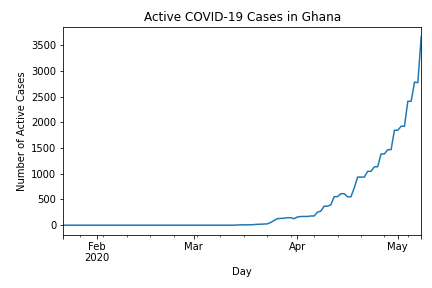 Active COVID-19 Cases in Ghana
Number of Active Cases
3500
3000
2500
2000
1500
1000
500
0
Feb
2020
Mar
Apr
May
Day